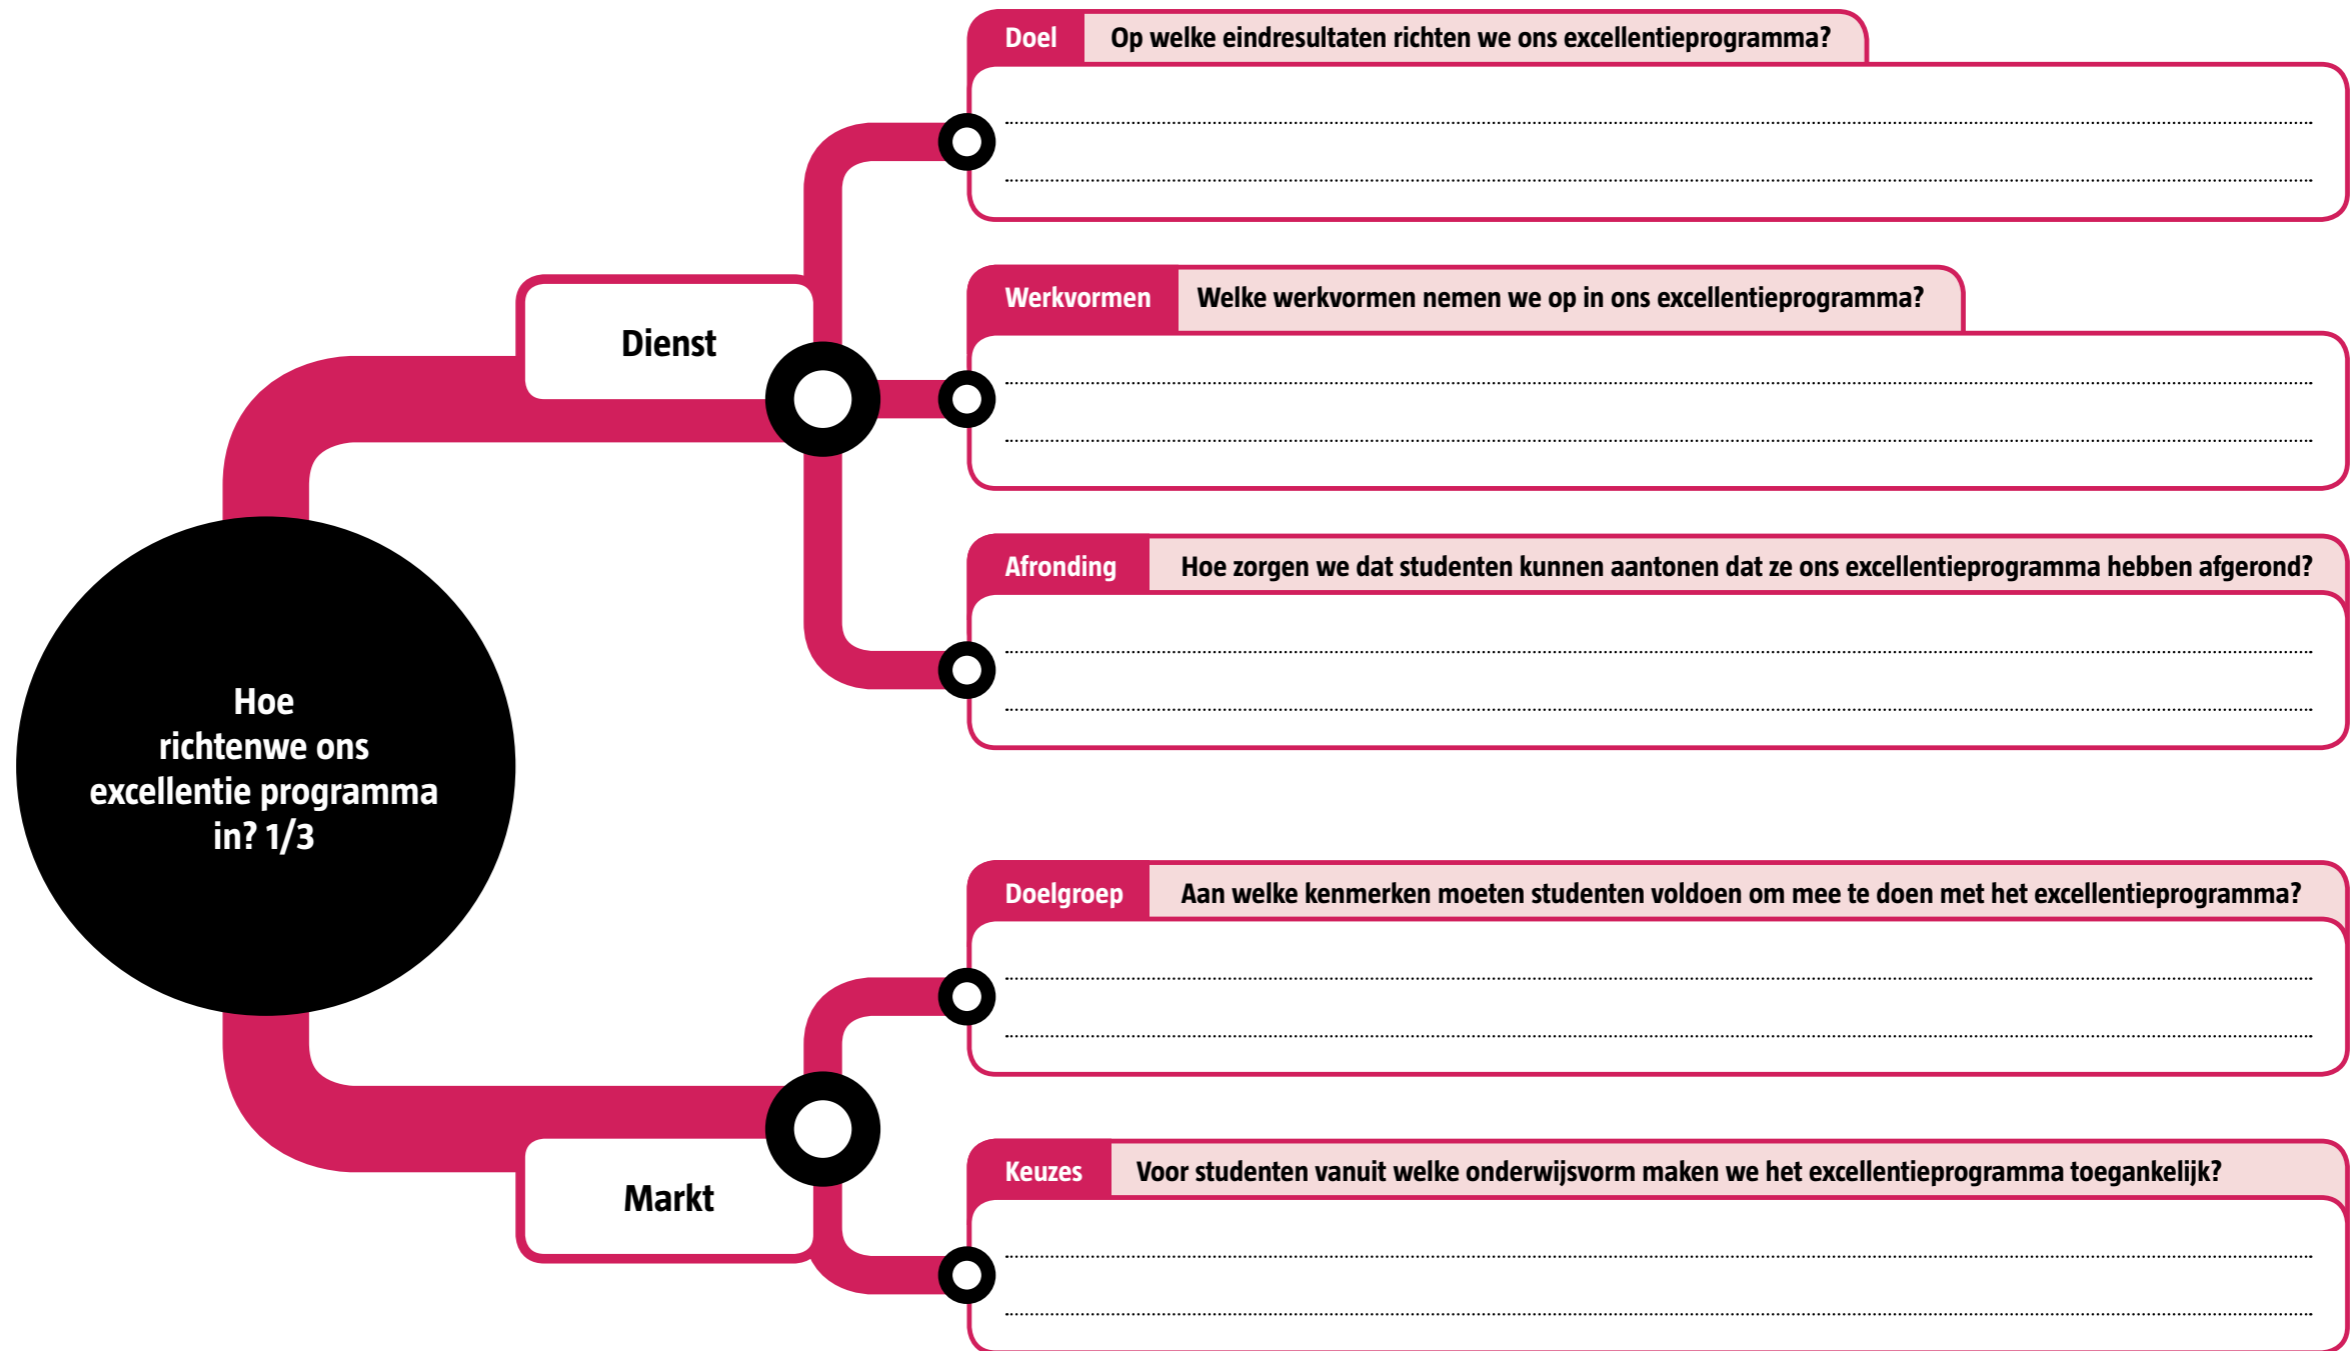 Doel Op welke eindresultaten richten we ons excellentieprogramma?
Werkvormen Welke werkvormen nemen we op in ons excellentieprogramma?
Dienst
Afronding Hoe zorgen we dat studenten kunnen aantonen dat ze ons excellentieprogramma hebben afgerond?
Hoe
richtenwe ons
excellentie programma
in? 1/3
Doelgroep Aan welke kenmerken moeten studenten voldoen om mee te doen met het excellentieprogramma?
Markt
Keuzes Voor studenten vanuit welke onderwijsvorm maken we het excellentieprogramma toegankelijk?